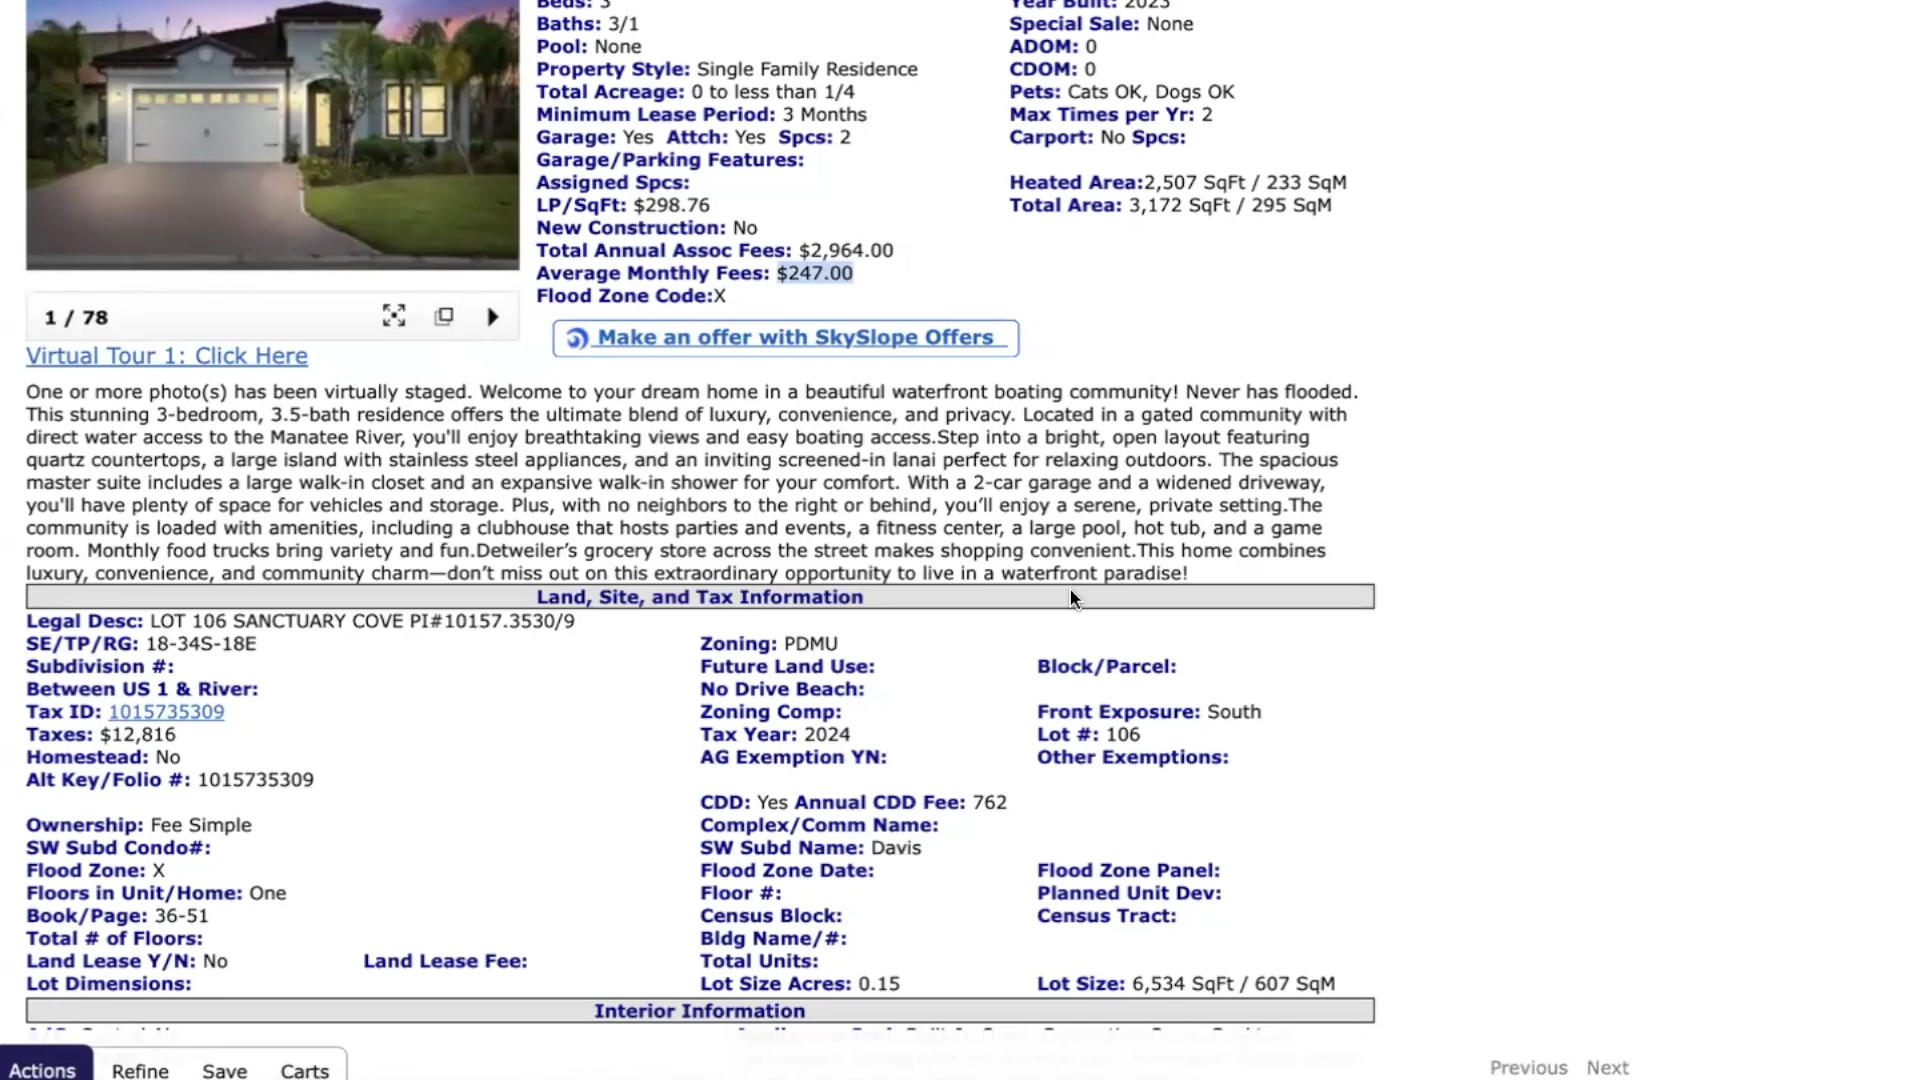 Beds: 3
Year Built: 2023
Baths: 3/1
Special Sale: None
Pool: None
ADOM: 0
Property Style: Single Family Residence
CDOM: 0
Total Acreage: 0 to less than 1/4
Pets: Cats OK, Dogs OK
Minimum Lease Period: 3 Months
Max Times per Yr: 2
Garage: Yes Attch: Yes Spcs: 2
Carport: No Spcs:
Garage/Parking Features:
Assigned Spcs:
Heated Area:2,507 SqFt / 233 SqM
LP/SqFt: $298.76
Total Area: 3,172 SqFt / 295 SqM
New Construction: No
Total Annual Assoc Fees: $2,964.00
Average Monthly Fees: $247.00
Flood Zone Code:X
1 / 78
Make an offer with SkySlope Offers
Virtual Tour 1: Click Here
One or more photo(s) has been virtually staged. Welcome to your dream home in a beautiful waterfront boating community! Never has flooded.
This stunning 3-bedroom, 3.5-bath residence offers the ultimate blend of luxury, convenience, and privacy. Located in a gated community with
direct water access to the Manatee River, you'll enjoy breathtaking views and easy boating access.Step into a bright, open layout featuring
quartz countertops, a large island with stainless steel appliances, and an inviting screened-in lanai perfect for relaxing outdoors. The spacious
master suite includes a large walk-in closet and an expansive walk-in shower for your comfort. With a 2-car garage and a widened driveway,
you'll have plenty of space for vehicles and storage. Plus, with no neighbors to the right or behind, you’ll enjoy a serene, private setting.The
community is loaded with amenities, including a clubhouse that hosts parties and events, a fitness center, a large pool, hot tub, and a game
room. Monthly food trucks bring variety and fun.Detweiler’s grocery store across the street makes shopping convenient.This home combines
luxury, convenience, and community charm—don’t miss out on this extraordinary opportunity to live in a waterfront paradise!
Land, Site, and Tax Information
Legal Desc: LOT 106 SANCTUARY COVE PI#10157.3530/9
SE/TP/RG: 18-34S-18E
Zoning: PDMU
Subdivision #:
Future Land Use:
Block/Parcel:
Between US 1 & River:
No Drive Beach:
Tax ID: 1015735309
Zoning Comp:
Front Exposure: South
Taxes: $12,816
Tax Year: 2024
Lot #: 106
Homestead: No
AG Exemption YN:
Other Exemptions:
Alt Key/Folio #: 1015735309
CDD: Yes Annual CDD Fee: 762
Ownership: Fee Simple
Complex/Comm Name:
SW Subd Condo#:
SW Subd Name: Davis
Flood Zone: X
Flood Zone Date:
Flood Zone Panel:
Floors in Unit/Home: One
Floor #:
Planned Unit Dev:
Book/Page: 36-51
Census Block:
Census Tract:
Total # of Floors:
Bldg Name/#:
Land Lease Y/N: No
Land Lease Fee:
Total Units:
Lot Dimensions:
Lot Size Acres: 0.15
Lot Size: 6,534 SqFt / 607 SqM
Interior Information
Actions
Refine
Save
Carts
Previous
Next